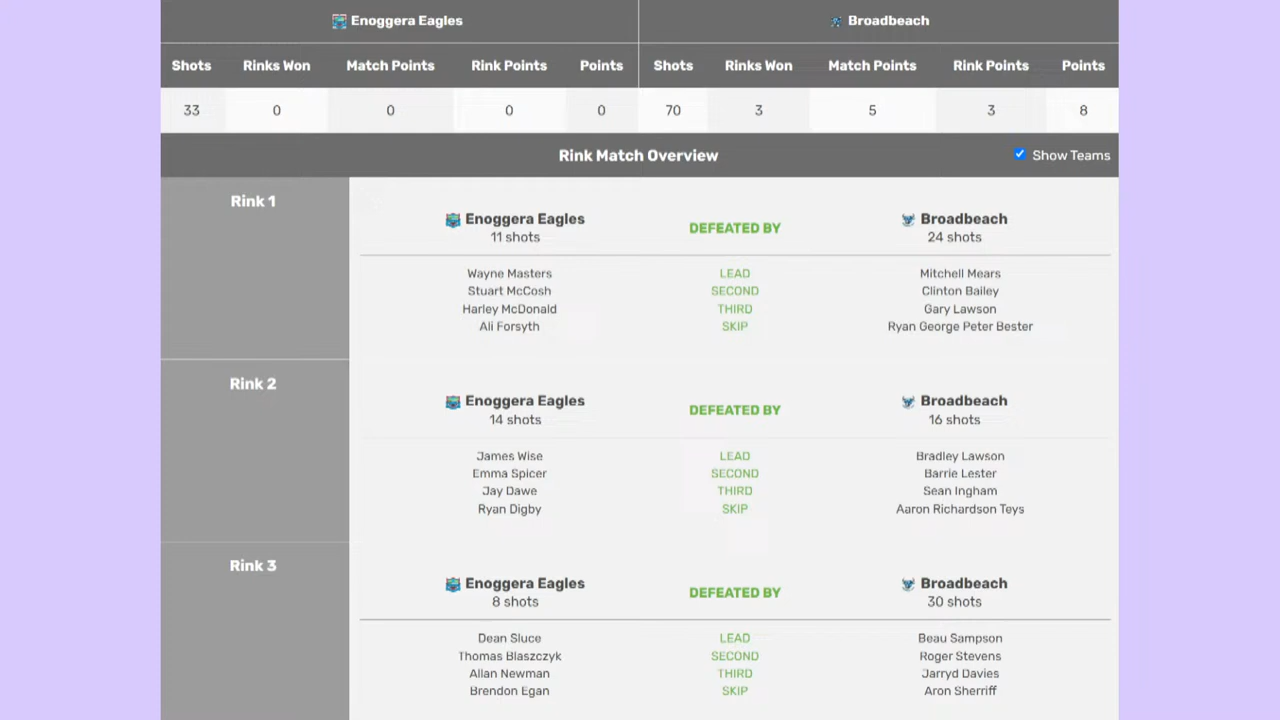 Enoggera Eagles Broadbeach
Shots Rinks Won Match Points Rink Points Points Shots Rinks Won Match Points Rink Points Points
33 0 0 0 0 70 3 5 3 8
Rink Match Overview Show Teams
Rink 1
Enoggera Eagles DEFEATED BY Broadbeach
11 shots 24 shots
Wayne Masters LEAD Mitchell Mears
Stuart McCosh SECOND Clinton Bailey
Harley McDonald THIRD Gary Lawson
Ali Forsyth SKIP Ryan George Peter Bester
Rink 2
Enoggera Eagles DEFEATED BY Broadbeach
14 shots 16 shots
James Wise LEAD Bradley Lawson
Emma Spicer SECOND Barrie Lester
Jay Dawe THIRD Sean Ingham
Ryan Digby SKIP Aaron Richardson Teys
Rink 3
Enoggera Eagles DEFEATED BY Broadbeach
8 shots 30 shots
Dean Sluce LEAD Beau Sampson
Thomas Blaszczyk SECOND Roger Stevens
Allan Newman THIRD Jarryd Davies
Brendon Egan SKIP Aron Sherriff